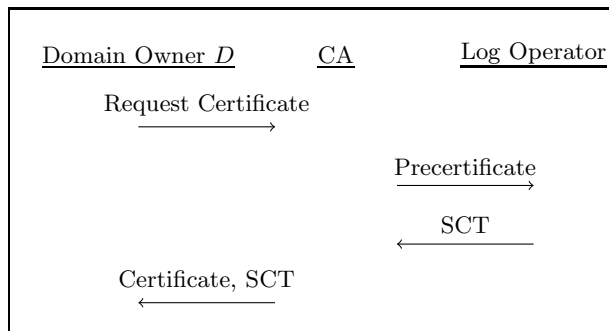 Domain Owner D CA Log Operator
Request Certificate
Precertificate
SCT
Certificate, SCT